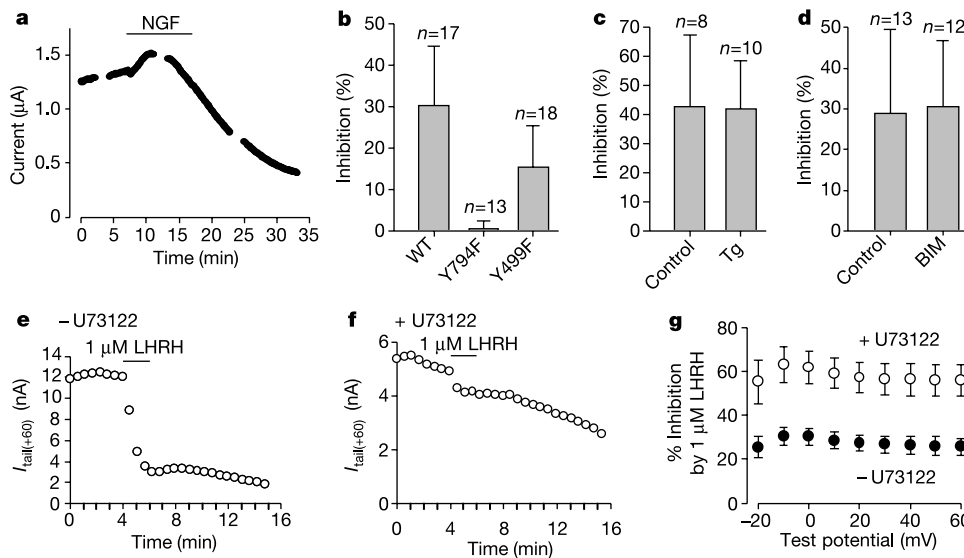 a
NGF
1.5
1.0
0.5
0
Current (μA)
0 5 10 15 20 25 30 35
Time (min)
b
50
40
30
20
10
0
Inhibition (%)
n=17
n=13
n=18
WT
Y794F
Y499F
c
80
70
60
50
40
30
20
10
0
Inhibition (%)
n=8
n=10
Control
Tg
d
50
40
30
20
10
0
Inhibition (%)
n=13
n=12
Control
BIM
e
– U73122
1 μM LHRH
14
12
10
8
6
4
2
0
Itail(+60) (nA)
0 4 8 12 16
Time (min)
f
+ U73122
1 μM LHRH
6
4
2
0
Itail(+60) (nA)
0 4 8 12 16
Time (min)
g
80
60
40
20
0
% Inhibition
by 1 μM LHRH
+ U73122
– U73122
–20 0 20 40 60
Test potential (mV)